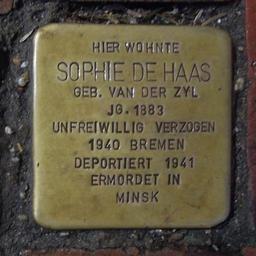 HIER WOHNTE
SOPHIE DE HAAS
GEB. VAN DER ZYL
JG. 1883
UNFREIWILLIG VERZOGEN
1940 BREMEN
DEPORTIERT 1941
ERMORDET IN
MINSK